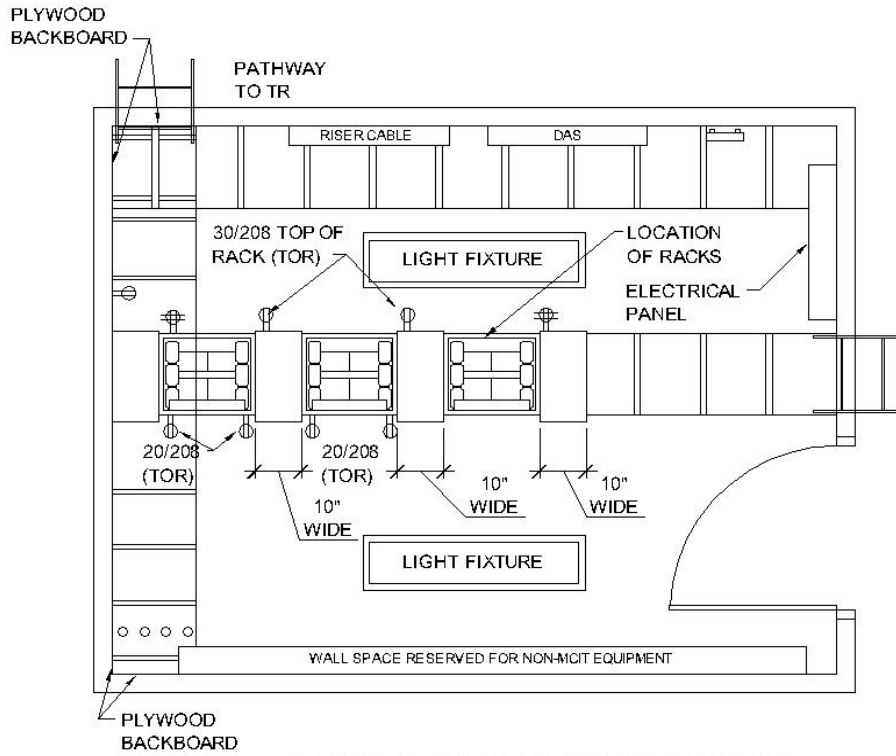 PLYWOOD
BACKBOARD
PATHWAY
TO TR
RISER CABLE
DAS
30/208 TOP OF
RACK (TOR)
LIGHT FIXTURE
LOCATION
OF RACKS
ELECTRICAL
PANEL
20/208
(TOR)
20/208
(TOR)
10"
WIDE
10"
WIDE
10"
WIDE
LIGHT FIXTURE
WALL SPACE RESERVED FOR NON-MCIT EQUIPMENT
PLYWOOD
BACKBOARD